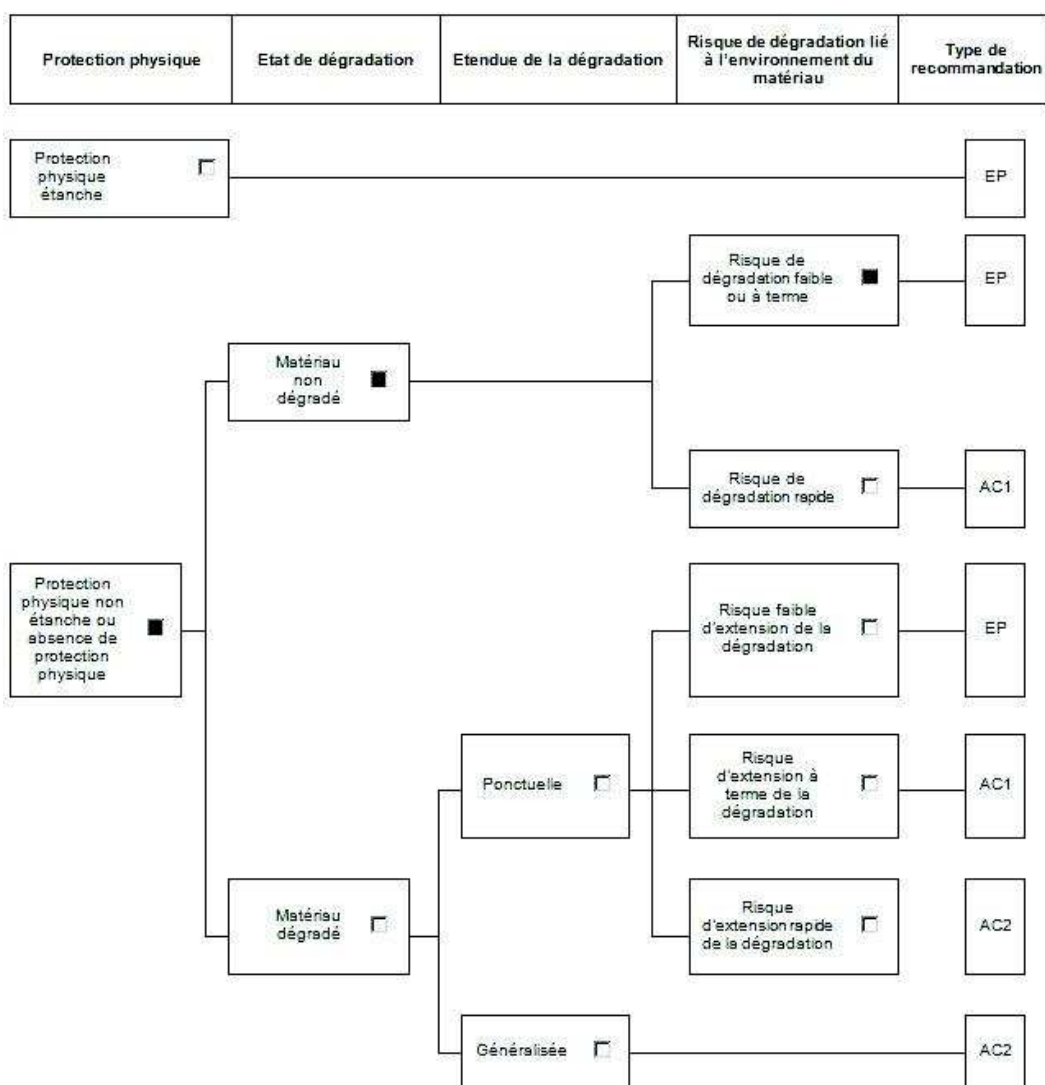 Protection physique
Etat de dégradation
Etendue de la dégradation
Risque de dégradation lié
à l'environnement du
matériau
Type de
recommandation
Protection
physique
étanche
EP
Risque de
dégradation faible
ou à terme
EP
Matériau
non
dégradé
Risque de
dégradation rapide
AC1
Protection
physique non
étanche ou
absence de
protection
physique
Risque faible
d'extension de la
dégradation
EP
Ponctuelle
Risque
d'extension à
terme de la
dégradation
AC1
Matériau
dégradé
Risque
d'extension rapide
de la dégradation
AC2
Généralisée
AC2